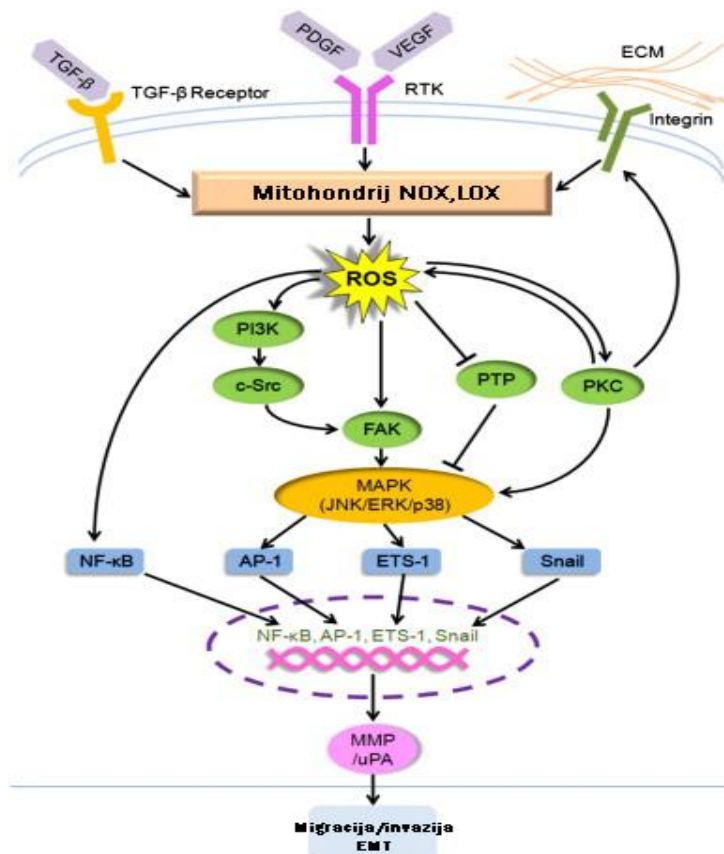 PDGF
VEGF
TGF-β
ECM
TGF-β Receptor
RTK
Integrin
Mitohondrij NOX,LOX
ROS
PI3K
c-Src
PTP
PKC
FAK
MAPK
(JNK/ERK/p38)
NF-κB
AP-1
ETS-1
Snail
NF-κB, AP-1, ETS-1, Snail
MMP
/uPA
Migracija/invazija
EMT